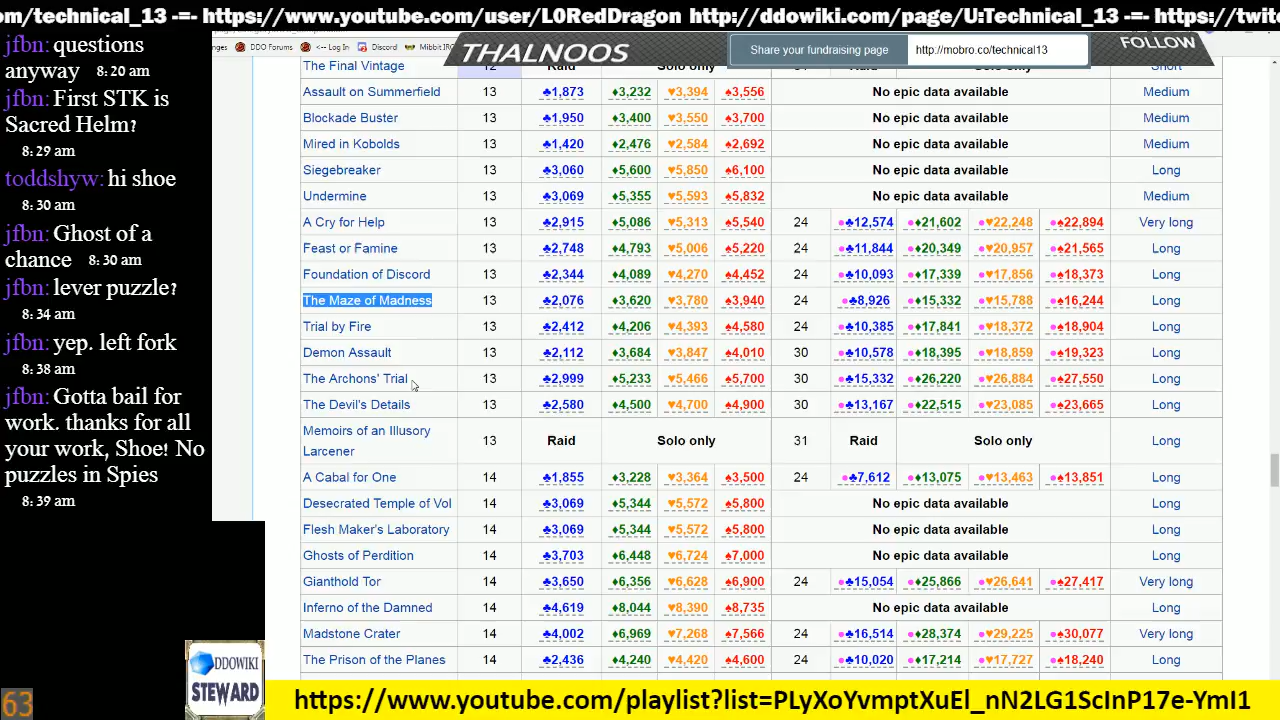 om/technical_13 -=- https://www.youtube.com/user/L0RedDragon http://ddowiki.com/page/U:Technical_13 -=- https://twit
jfbn: questions
anyway 8:20 am
jfbn: First STK is
Sacred Helm?
8:29 am
toddshyw: hi shoe
8:30 am
jfbn: Ghost of a
chance 8:30 am
jfbn: lever puzzle?
8:34 am
jfbn: yep. left fork
8:38 am
jfbn: Gotta bail for
work. thanks for all
your work, Shoe! No
puzzles in Spies
8:39 am
nges DDO Forums <-- Log In Discord Mibbit IRC
THALNOOS
Share your fundraising page http://mobro.co/technical13
FOLLOW
The Final Vintage 12 Raid Solo only 31 Raid Solo only Short
Assault on Summerfield 13 ♣1,873 ♦3,232 ♥3,394 ♠3,556 No epic data available Medium
Blockade Buster 13 ♣1,950 ♦3,400 ♥3,550 ♠3,700 No epic data available Medium
Mired in Kobolds 13 ♣1,420 ♦2,476 ♥2,584 ♠2,692 No epic data available Medium
Siegebreaker 13 ♣3,060 ♦5,600 ♥5,850 ♠6,100 No epic data available Long
Undermine 13 ♣3,069 ♦5,355 ♥5,593 ♠5,832 No epic data available Medium
A Cry for Help 13 ♣2,915 ♦5,086 ♥5,313 ♠5,540 24 •♣12,574 •♦21,602 •♥22,248 •♠22,894 Very long
Feast or Famine 13 ♣2,748 ♦4,793 ♥5,006 ♠5,220 24 •♣11,844 •♦20,349 •♥20,957 •♠21,565 Long
Foundation of Discord 13 ♣2,344 ♦4,089 ♥4,270 ♠4,452 24 •♣10,093 •♦17,339 •♥17,856 •♠18,373 Long
The Maze of Madness 13 ♣2,076 ♦3,620 ♥3,780 ♠3,940 24 •♣8,926 •♦15,332 •♥15,788 •♠16,244 Long
Trial by Fire 13 ♣2,412 ♦4,206 ♥4,393 ♠4,580 24 •♣10,385 •♦17,841 •♥18,372 •♠18,904 Long
Demon Assault 13 ♣2,112 ♦3,684 ♥3,847 ♠4,010 30 •♣10,578 •♦18,395 •♥18,859 •♠19,323 Long
The Archons' Trial 13 ♣2,999 ♦5,233 ♥5,466 ♠5,700 30 •♣15,332 •♦26,220 •♥26,884 •♠27,550 Long
The Devil's Details 13 ♣2,580 ♦4,500 ♥4,700 ♠4,900 30 •♣13,167 •♦22,515 •♥23,085 •♠23,665 Long
Memoirs of an Illusory
Larcener 13 Raid Solo only 31 Raid Solo only Long
A Cabal for One 14 ♣1,855 ♦3,228 ♥3,364 ♠3,500 24 •♣7,612 •♦13,075 •♥13,463 •♠13,851 Long
Desecrated Temple of Vol 14 ♣3,069 ♦5,344 ♥5,572 ♠5,800 No epic data available Long
Flesh Maker's Laboratory 14 ♣3,069 ♦5,344 ♥5,572 ♠5,800 No epic data available Long
Ghosts of Perdition 14 ♣3,703 ♦6,448 ♥6,724 ♠7,000 No epic data available Long
Gianthold Tor 14 ♣3,650 ♦6,356 ♥6,628 ♠6,900 24 •♣15,054 •♦25,866 •♥26,641 •♠27,417 Very long
Inferno of the Damned 14 ♣4,619 ♦8,044 ♥8,390 ♠8,735 No epic data available Long
Madstone Crater 14 ♣4,002 ♦6,969 ♥7,268 ♠7,566 24 •♣16,514 •♦28,374 •♥29,225 •♠30,077 Very long
The Prison of the Planes 14 ♣2,436 ♦4,240 ♥4,420 ♠4,600 24 •♣10,020 •♦17,214 •♥17,727 •♠18,240 Long
DDOWIKI
STEWARD
63
https://www.youtube.com/playlist?list=PLyXoYvmptXuEl_nN2LG1ScInP17e-YmI1